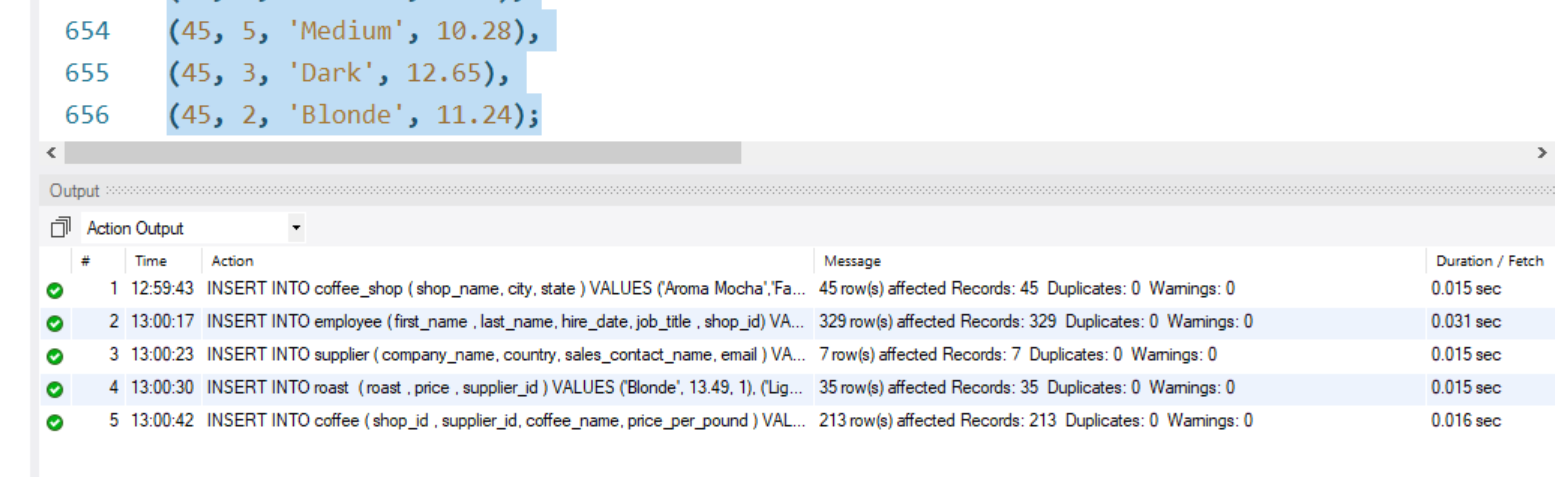 654 (45, 5, 'Medium', 10.28),
655 (45, 3, 'Dark', 12.65),
656 (45, 2, 'Blonde', 11.24);
Output
Action Output
# Time Action Message Duration / Fetch
1 12:59:43 INSERT INTO coffee_shop ( shop_name, city, state ) VALUES ('Aroma Mocha','Fa... 45 row(s) affected Records: 45 Duplicates: 0 Warnings: 0 0.015 sec
2 13:00:17 INSERT INTO employee (first_name , last_name, hire_date, job_title , shop_id) VA... 329 row(s) affected Records: 329 Duplicates: 0 Warnings: 0 0.031 sec
3 13:00:23 INSERT INTO supplier ( company_name, country, sales_contact_name, email ) VA... 7 row(s) affected Records: 7 Duplicates: 0 Warnings: 0 0.015 sec
4 13:00:30 INSERT INTO roast ( roast , price , supplier_id ) VALUES ('Blonde', 13.49, 1), ('Lig... 35 row(s) affected Records: 35 Duplicates: 0 Warnings: 0 0.015 sec
5 13:00:42 INSERT INTO coffee ( shop_id , supplier_id, coffee_name, price_per_pound ) VAL... 213 row(s) affected Records: 213 Duplicates: 0 Warnings: 0 0.016 sec